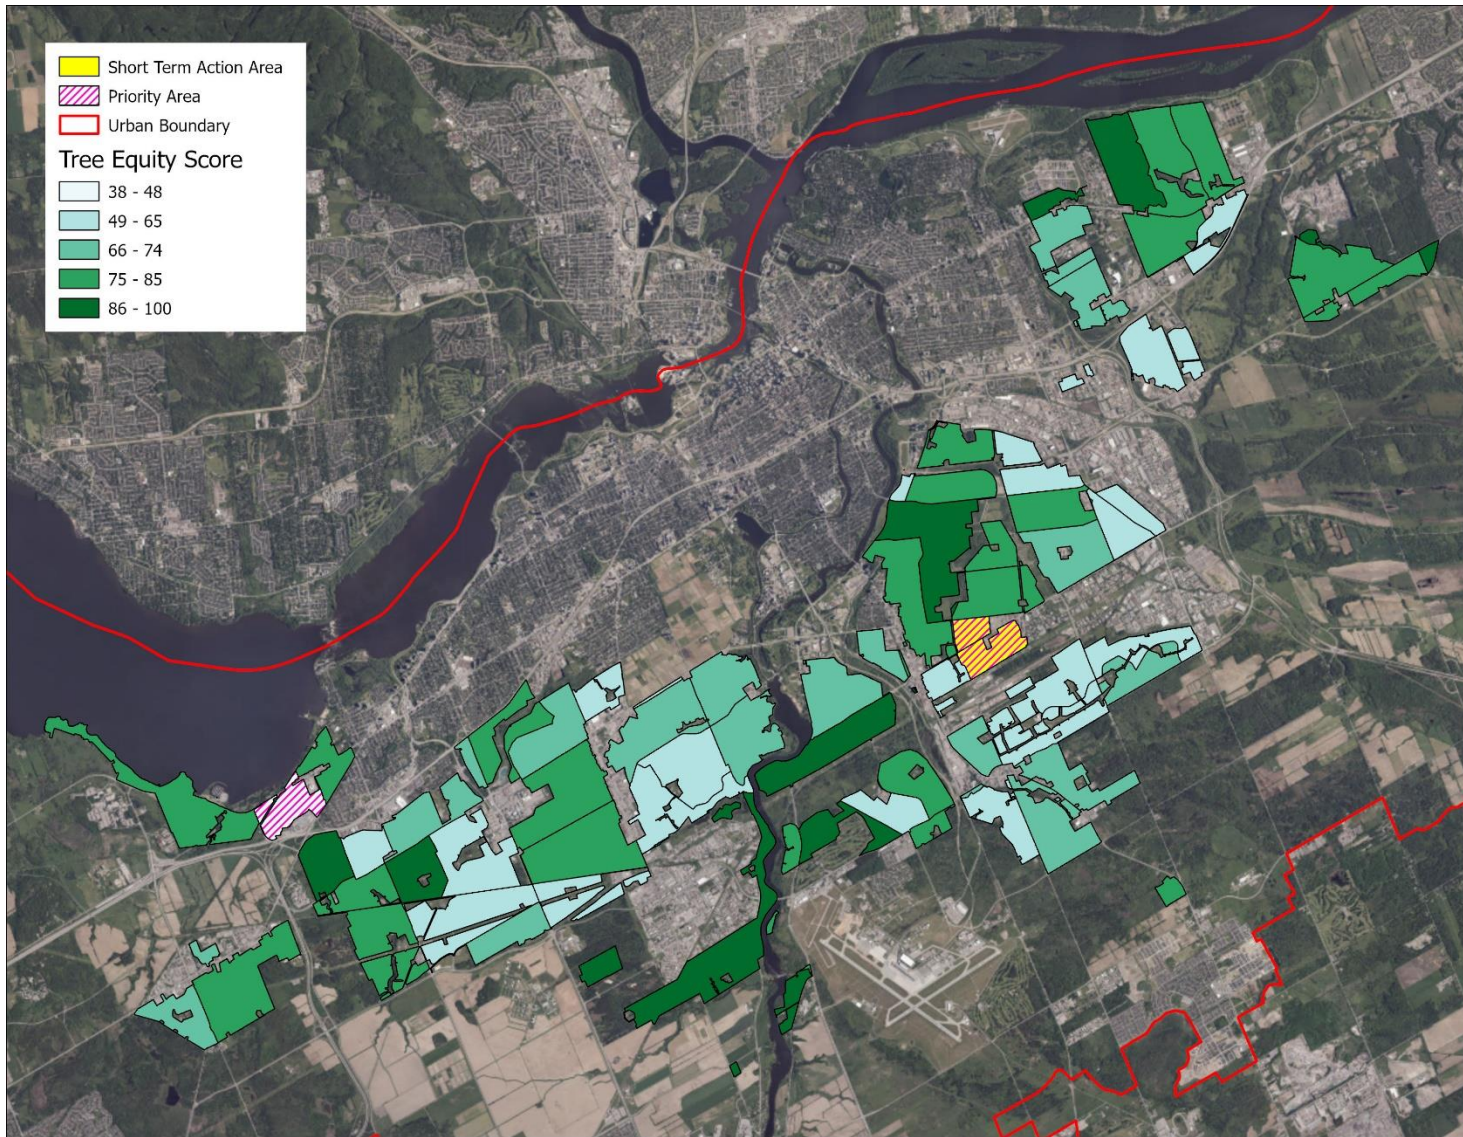 Short Term Action Area
Priority Area
Urban Boundary
Tree Equity Score
38 - 48
49 - 65
66 - 74
75 - 85
86 - 100